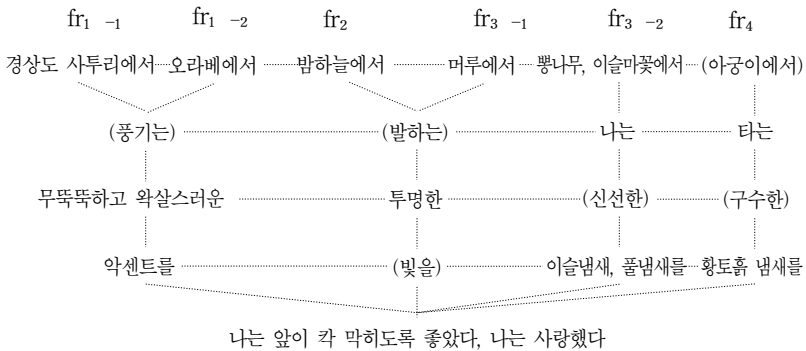 fr₁ -1 fr₁ -2 fr₂ fr₃ -1 fr₃ -2 fr₄
경상도 사투리에서 오라베에서 밤하늘에서 머루에서 뽕나무, 이슬마꽃에서 (아궁이에서)
(풍기는) (발하는) 나는 타는
무뚝뚝하고 왁살스러운 투명한 (신선한) (구수한)
악센트를 (빛을) 이슬냄새, 풀냄새를 황토흙 냄새를
나는 앞이 칵 막히도록 좋았다, 나는 사랑했다